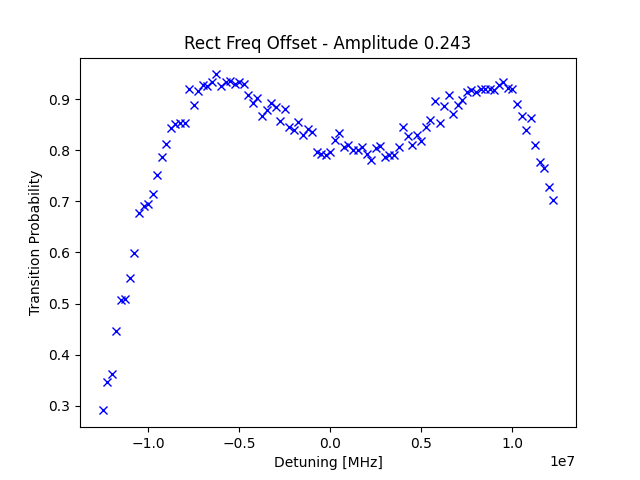 Rect Freq Offset - Amplitude 0.243
Transition Probability
0.9
0.8
0.7
0.6
0.5
0.4
0.3
−1.0 −0.5 0.0 0.5 1.0
1e7
Detuning [MHz]